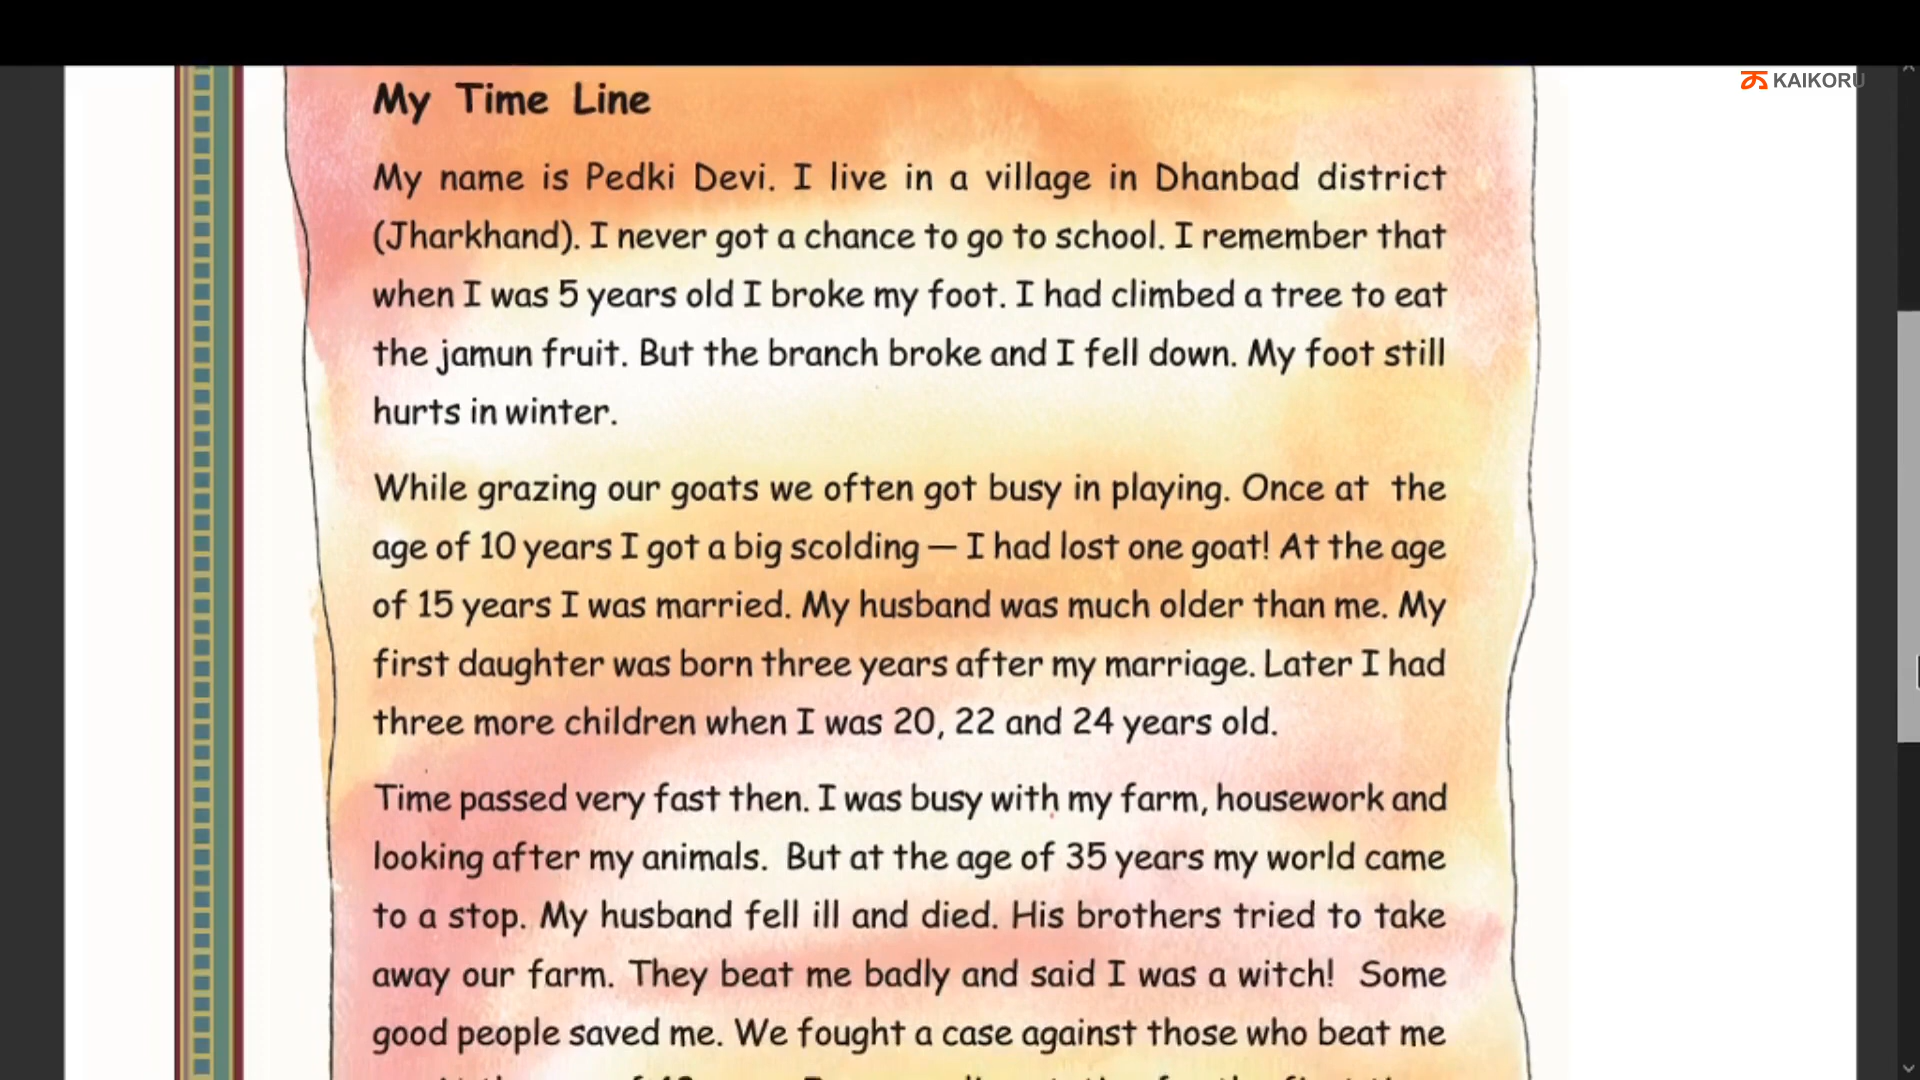 KAIKORU
My Time Line
My name is Pedki Devi. I live in a village in Dhanbad district
(Jharkhand). I never got a chance to go to school. I remember that
when I was 5 years old I broke my foot. I had climbed a tree to eat
the jamun fruit. But the branch broke and I fell down. My foot still
hurts in winter.
While grazing our goats we often got busy in playing. Once at the
age of 10 years I got a big scolding — I had lost one goat! At the age
of 15 years I was married. My husband was much older than me. My
first daughter was born three years after my marriage. Later I had
three more children when I was 20, 22 and 24 years old.
Time passed very fast then. I was busy with my farm, housework and
looking after my animals. But at the age of 35 years my world came
to a stop. My husband fell ill and died. His brothers tried to take
away our farm. They beat me badly and said I was a witch! Some
good people saved me. We fought a case against those who beat me